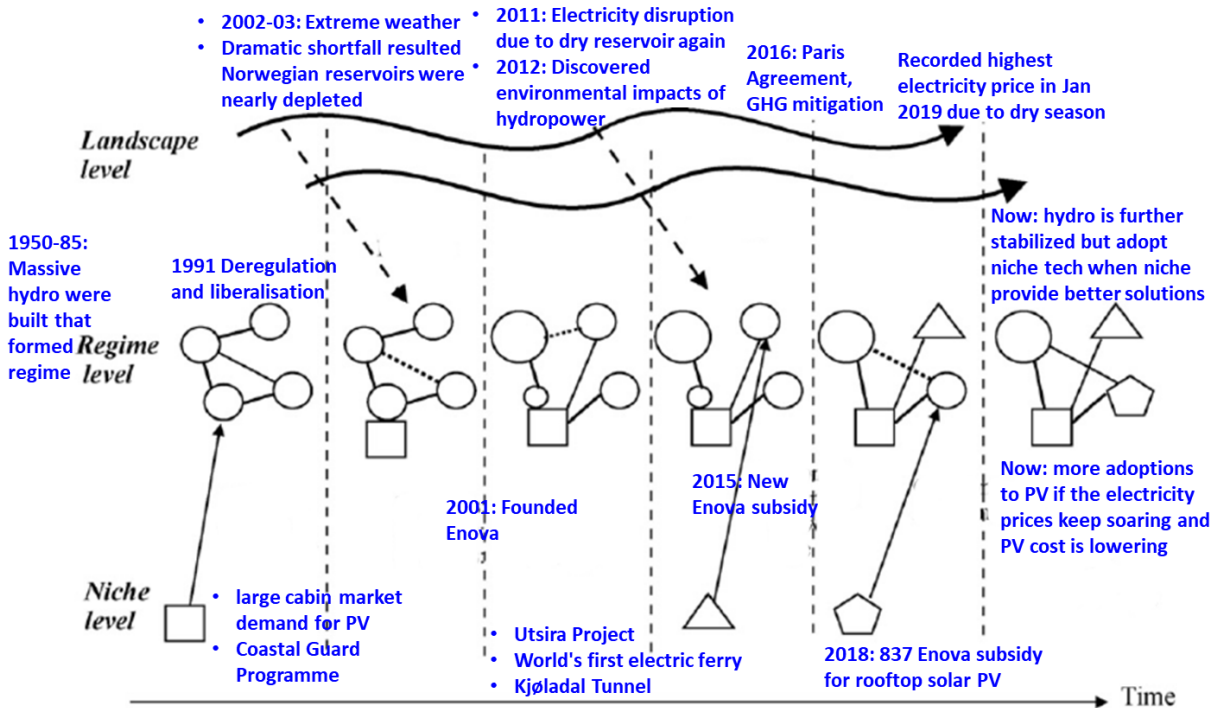 • 2002-03: Extreme weather
• Dramatic shortfall resulted
Norwegian reservoirs were
nearly depleted
• 2011: Electricity disruption
due to dry reservoir again
• 2012: Discovered
environmental impacts of
hydropower
2016: Paris
Agreement,
GHG mitigation
Recorded highest
electricity price in Jan
2019 due to dry season
Landscape
level
1950-85:
Massive
hydro were
built that
formed
regime
1991 Deregulation
and liberalisation
Now: hydro is further
stabilized but adopt
niche tech when niche
provide better solutions
Regime
level
2001: Founded
Enova
2015: New
Enova subsidy
Now: more adoptions
to PV if the electricity
prices keep soaring and
PV cost is lowering
Niche
level
• large cabin market
demand for PV
• Coastal Guard
Programme
• Utsira Project
• World's first electric ferry
• Kjøladal Tunnel
2018: 837 Enova subsidy
for rooftop solar PV
Time